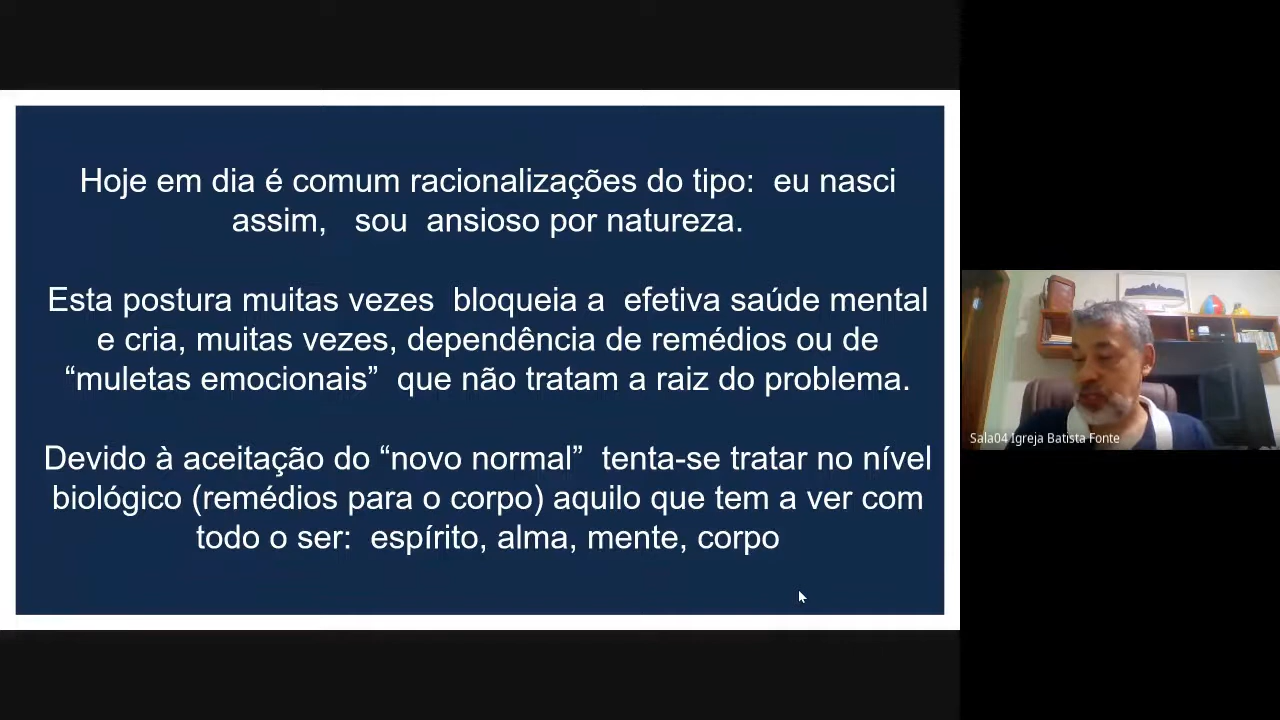 Hoje em dia é comum racionalizações do tipo: eu nasci
assim, sou ansioso por natureza.
Esta postura muitas vezes bloqueia a efetiva saúde mental
e cria, muitas vezes, dependência de remédios ou de
“muletas emocionais” que não tratam a raiz do problema.
Devido à aceitação do “novo normal” tenta-se tratar no nível
biológico (remédios para o corpo) aquilo que tem a ver com
todo o ser: espírito, alma, mente, corpo
Sala04 Igreja Batista Fonte